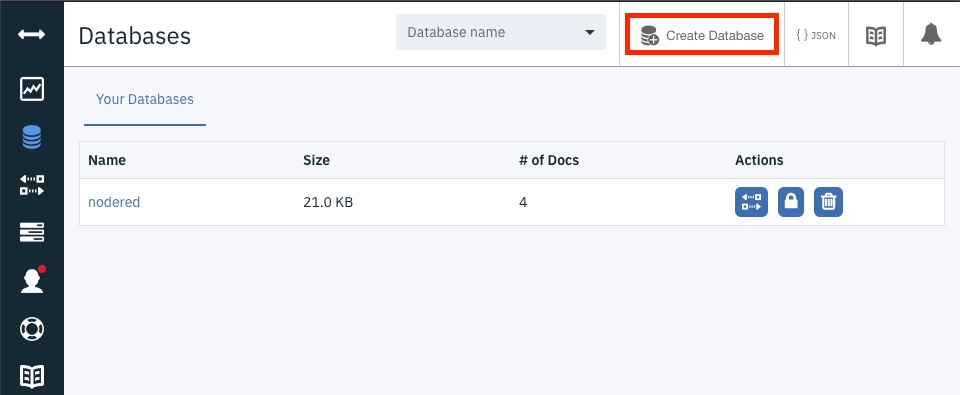 Databases
Database name
Create Database
{ } JSON
Your Databases
Name Size # of Docs Actions
nodered 21.0 KB 4